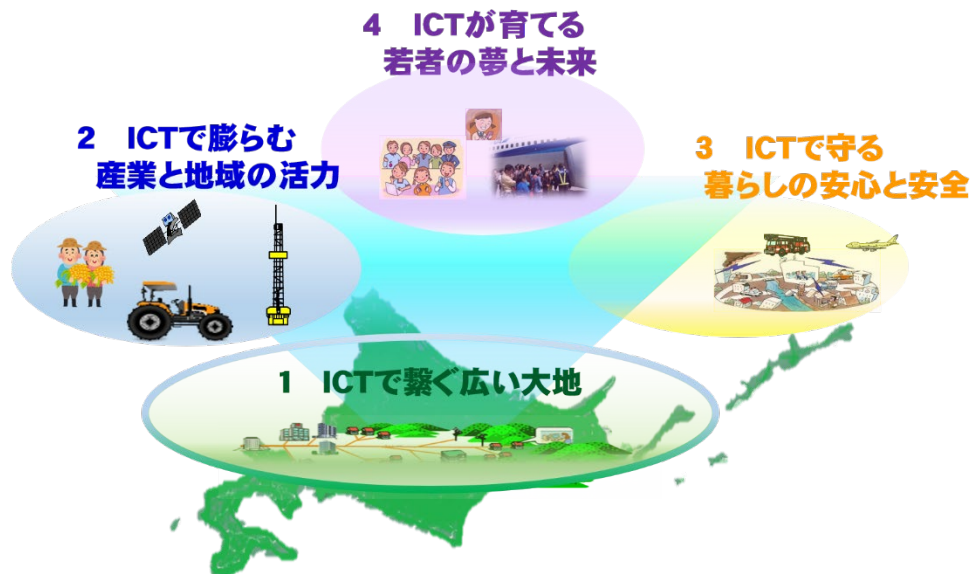 4 ICTが育てる
若者の夢と未来
2 ICTで膨らむ
産業と地域の活力
3 ICTで守る
暮らしの安心と安全
1 ICTで繋ぐ広い大地